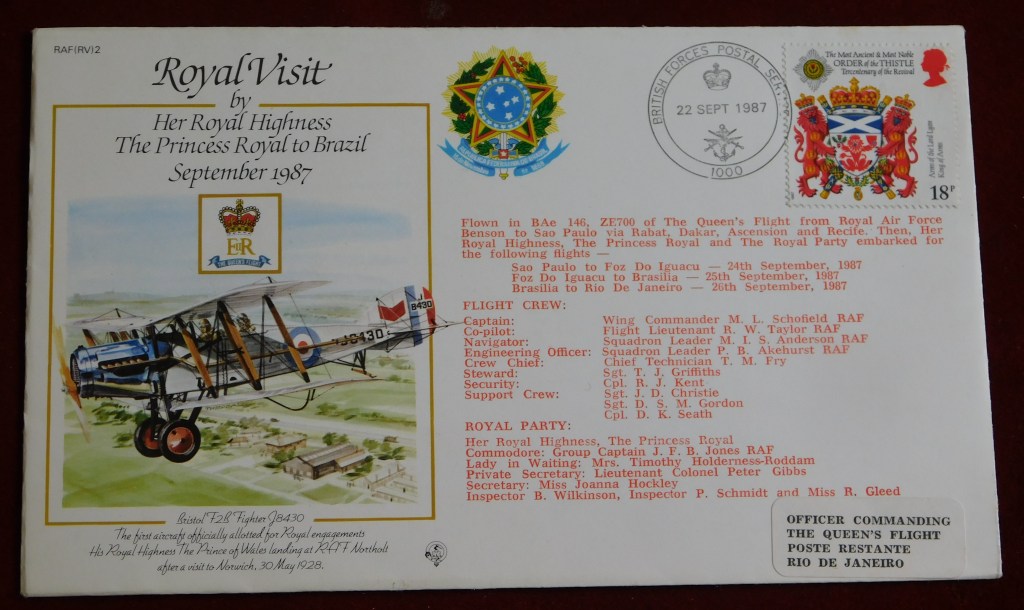 RAF(RV)2
Royal Visit
by
Her Royal Highness
The Princess Royal to Brazil
September 1987
EIIR
THE QUEEN'S FLIGHT
J
8430
J8430
Bristol F2B Fighter J8430
The first aircraft officially allotted for Royal engagements
His Royal Highness The Prince of Wales landing at RAF Northolt
after a visit to Norwich, 30 May 1928.
BRITISH FORCES POSTAL SER
22 SEPT 1987
1000
The Most Ancient & Most Noble
ORDER of the THISTLE
Tercentenary of the Revival
Arms of the Lord Lyon
King of Arms
18P
Flown in BAe 146, ZE700 of The Queen's Flight from Royal Air Force
Benson to Sao Paulo via Rabat, Dakar, Ascension and Recife. Then, Her
Royal Highness, The Princess Royal and The Royal Party embarked for
the following flights —
Sao Paulo to Foz Do Iguacu — 24th September, 1987
Foz Do Iguacu to Brasilia — 25th September, 1987
Brasilia to Rio De Janeiro — 26th September, 1987
FLIGHT CREW:
Captain: Wing Commander M. L. Schofield RAF
Co-pilot: Flight Lieutenant R. W. Taylor RAF
Navigator: Squadron Leader M. I. S. Anderson RAF
Engineering Officer: Squadron Leader P. B. Akehurst RAF
Crew Chief: Chief Technician T. M. Fry
Steward: Sgt. T. J. Griffiths
Security: Cpl. R. J. Kent
Support Crew: Sgt. J. D. Christie
Sgt. D. S. M. Gordon
Cpl. D. K. Seath
ROYAL PARTY:
Her Royal Highness, The Princess Royal
Commodore: Group Captain J. F. B. Jones RAF
Lady in Waiting: Mrs. Timothy Holderness-Roddam
Private Secretary: Lieutenant Colonel Peter Gibbs
Secretary: Miss Joanna Hockley
Inspector B. Wilkinson, Inspector P. Schmidt and Miss R. Gleed
OFFICER COMMANDING
THE QUEEN'S FLIGHT
POSTE RESTANTE
RIO DE JANEIRO